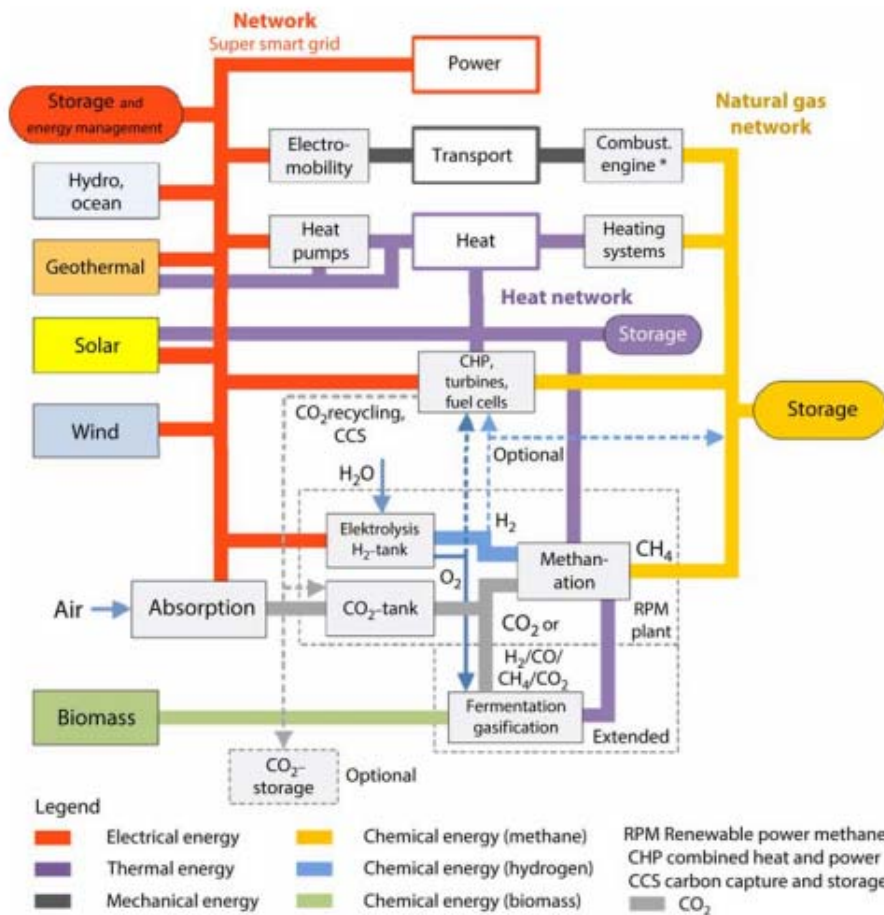 Network
Super smart grid
Power
Storage and
energy management
Natural gas
network
Electro-
mobility
Transport
Combust.
engine *
Hydro,
ocean
Heat
pumps
Heat
Heating
systems
Geothermal
Heat network
Solar
Storage
CHP,
turbines,
fuel cells
Storage
Wind
CO2 recycling,
CCS
Optional
H2O
Elektrolysis
H2-tank
H2
CH4
Methan-
ation
O2
Air
Absorption
CO2-tank
CO2 or
RPM
plant
H2/CO/
CH4/CO2
Biomass
Fermentation
gasification
Extended
CO2-
storage
Optional
Legend
Electrical energy
Thermal energy
Mechanical energy
Chemical energy (methane)
Chemical energy (hydrogen)
Chemical energy (biomass)
RPM Renewable power methane
CHP combined heat and power
CCS carbon capture and storage
CO2